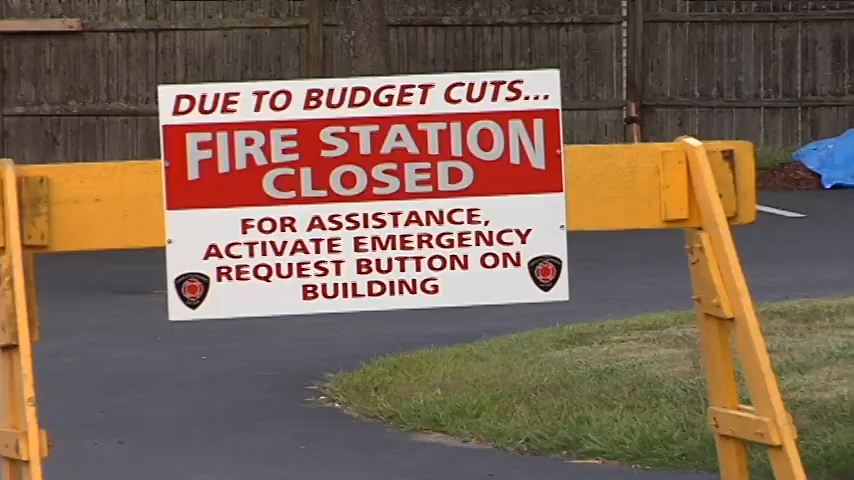 DUE TO BUDGET CUTS...
FIRE STATION
CLOSED
FOR ASSISTANCE,
ACTIVATE EMERGENCY
REQUEST BUTTON ON
BUILDING